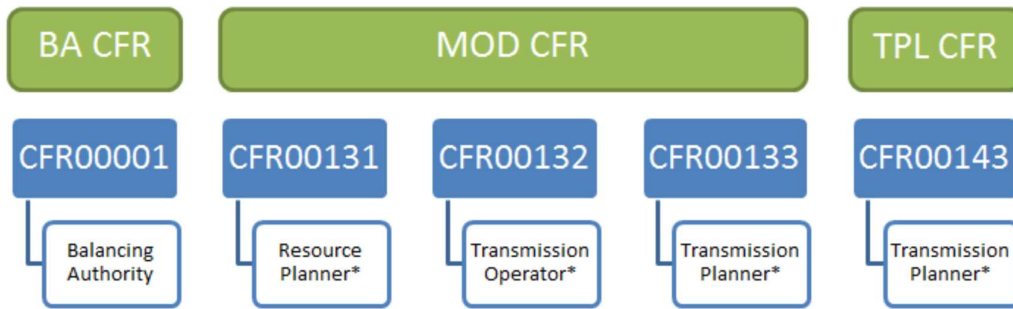 BA CFR
MOD CFR
TPL CFR
CFR00001
CFR00131
CFR00132
CFR00133
CFR00143
Balancing
Authority
Resource
Planner*
Transmission
Operator*
Transmission
Planner*
Transmission
Planner*